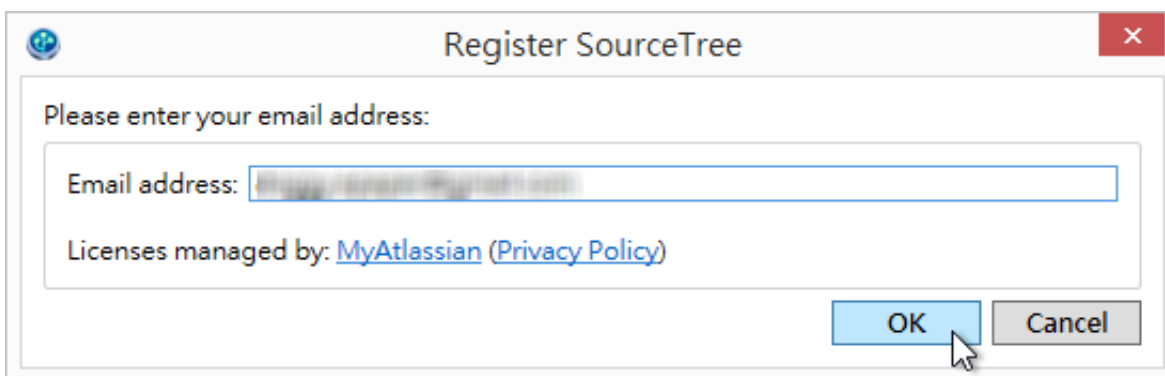 Register SourceTree
Please enter your email address:
Email address:
Licenses managed by: MyAtlassian (Privacy Policy)
OK Cancel